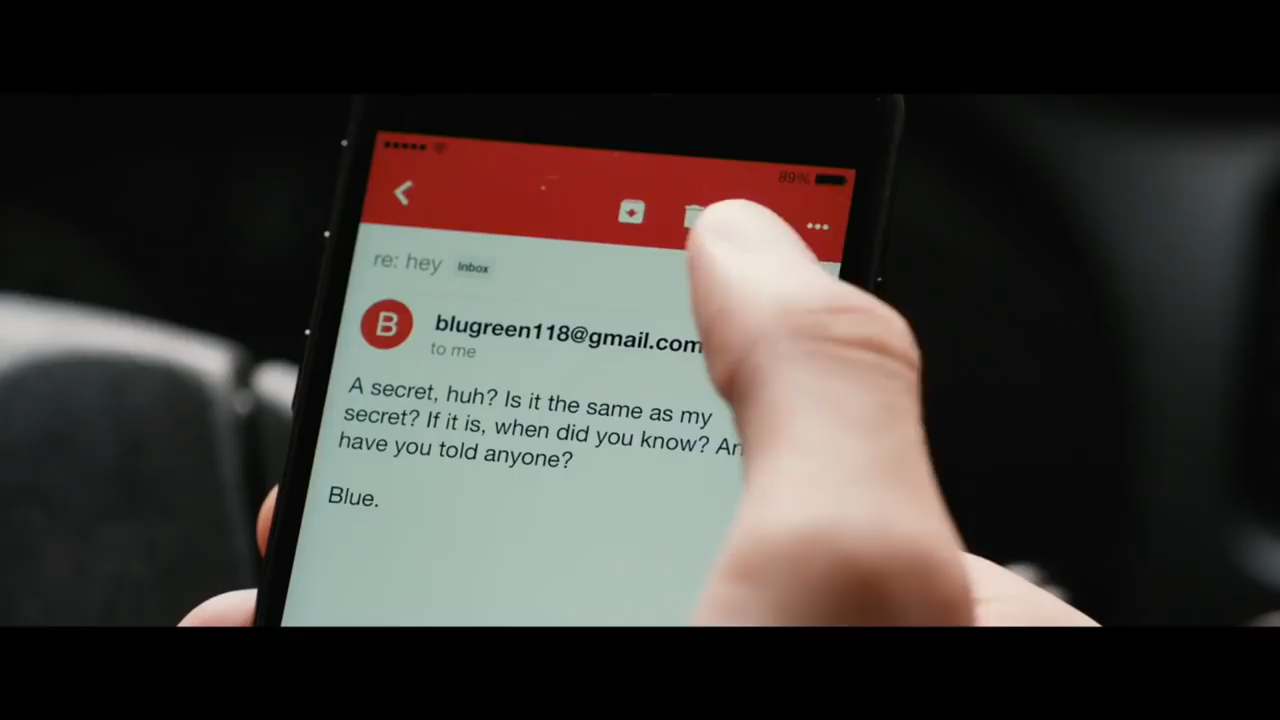 89%
re: hey Inbox
B
blugreen118@gmail.com
to me
A secret, huh? Is it the same as my
secret? If it is, when did you know? An
have you told anyone?
Blue.